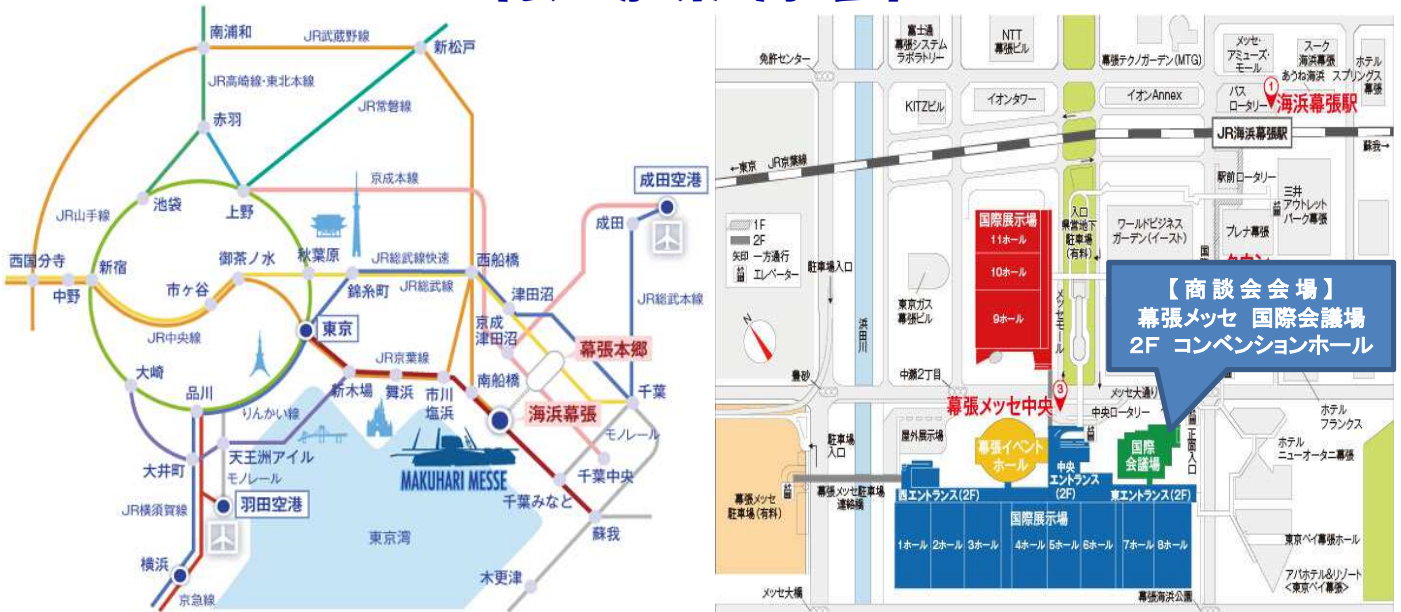 南浦和
JR武蔵野線
新松戸
JR高崎線・東北本線
JR常磐線
赤羽
京成本線
成田空港
池袋
上野
成田
JR山手線
西国分寺
中野
新宿
御茶ノ水
秋葉原
JR総武線快速
西船橋
市ヶ谷
錦糸町
JR総武線
津田沼
JR総武本線
JR中央線
東京
京成
津田沼
幕張本郷
JR京葉線
大崎
品川
新木場
舞浜
市川
塩浜
南船橋
千葉
りんかい線
海浜幕張
モノレール
大井町
天王洲アイル
モノレール
MAKUHARI MESSE
千葉中央
羽田空港
千葉みなと
JR横須賀線
東京湾
蘇我
横浜
木更津
京急線
免許センター
富士通
幕張システム
ラボラトリー
NTT
幕張ビル
幕張テクノガーデン(MTG)
メッセ・
アミューズ・
モール
スーク
海浜幕張
あうね海浜
ホテル
スプリングス
幕張
KITZビル
イオンタワー
イオンAnnex
バス
ロータリー
①
海浜幕張駅
JR海浜幕張駅
←東京 JR京葉線
蘇我→
駅前ロータリー
1F
2F
矢印 一方通行
エレベーター
N
国際展示場
11ホール
10ホール
9ホール
入口
県営地下
駐車場
(有料)
ワールドビジネス
ガーデン(イースト)
三井
アウトレット
パーク幕張
プレナ幕張
駐車場入口
東京ガス
幕張ビル
浜田川
メッセモール
【商談会会場】
幕張メッセ 国際会議場
2F コンベンションホール
豊砂
中瀬2丁目
③
幕張メッセ中央
メッセ大通り
中央ロータリー
正面入口
ホテル
フランクス
駐車場
入口
屋外展示場
幕張イベント
ホール
中央
エントランス
(2F)
国際
会議場
ホテル
ニューオータニ幕張
幕張メッセ
駐車場(有料)
幕張メッセ駐車場
連絡橋
西エントランス(2F)
東エントランス(2F)
国際展示場
1ホール 2ホール 3ホール 4ホール 5ホール 6ホール 7ホール 8ホール
東京ベイ幕張ホール
アパホテル&リゾート
<東京ベイ幕張>
メッセ大橋
幕張海浜公園